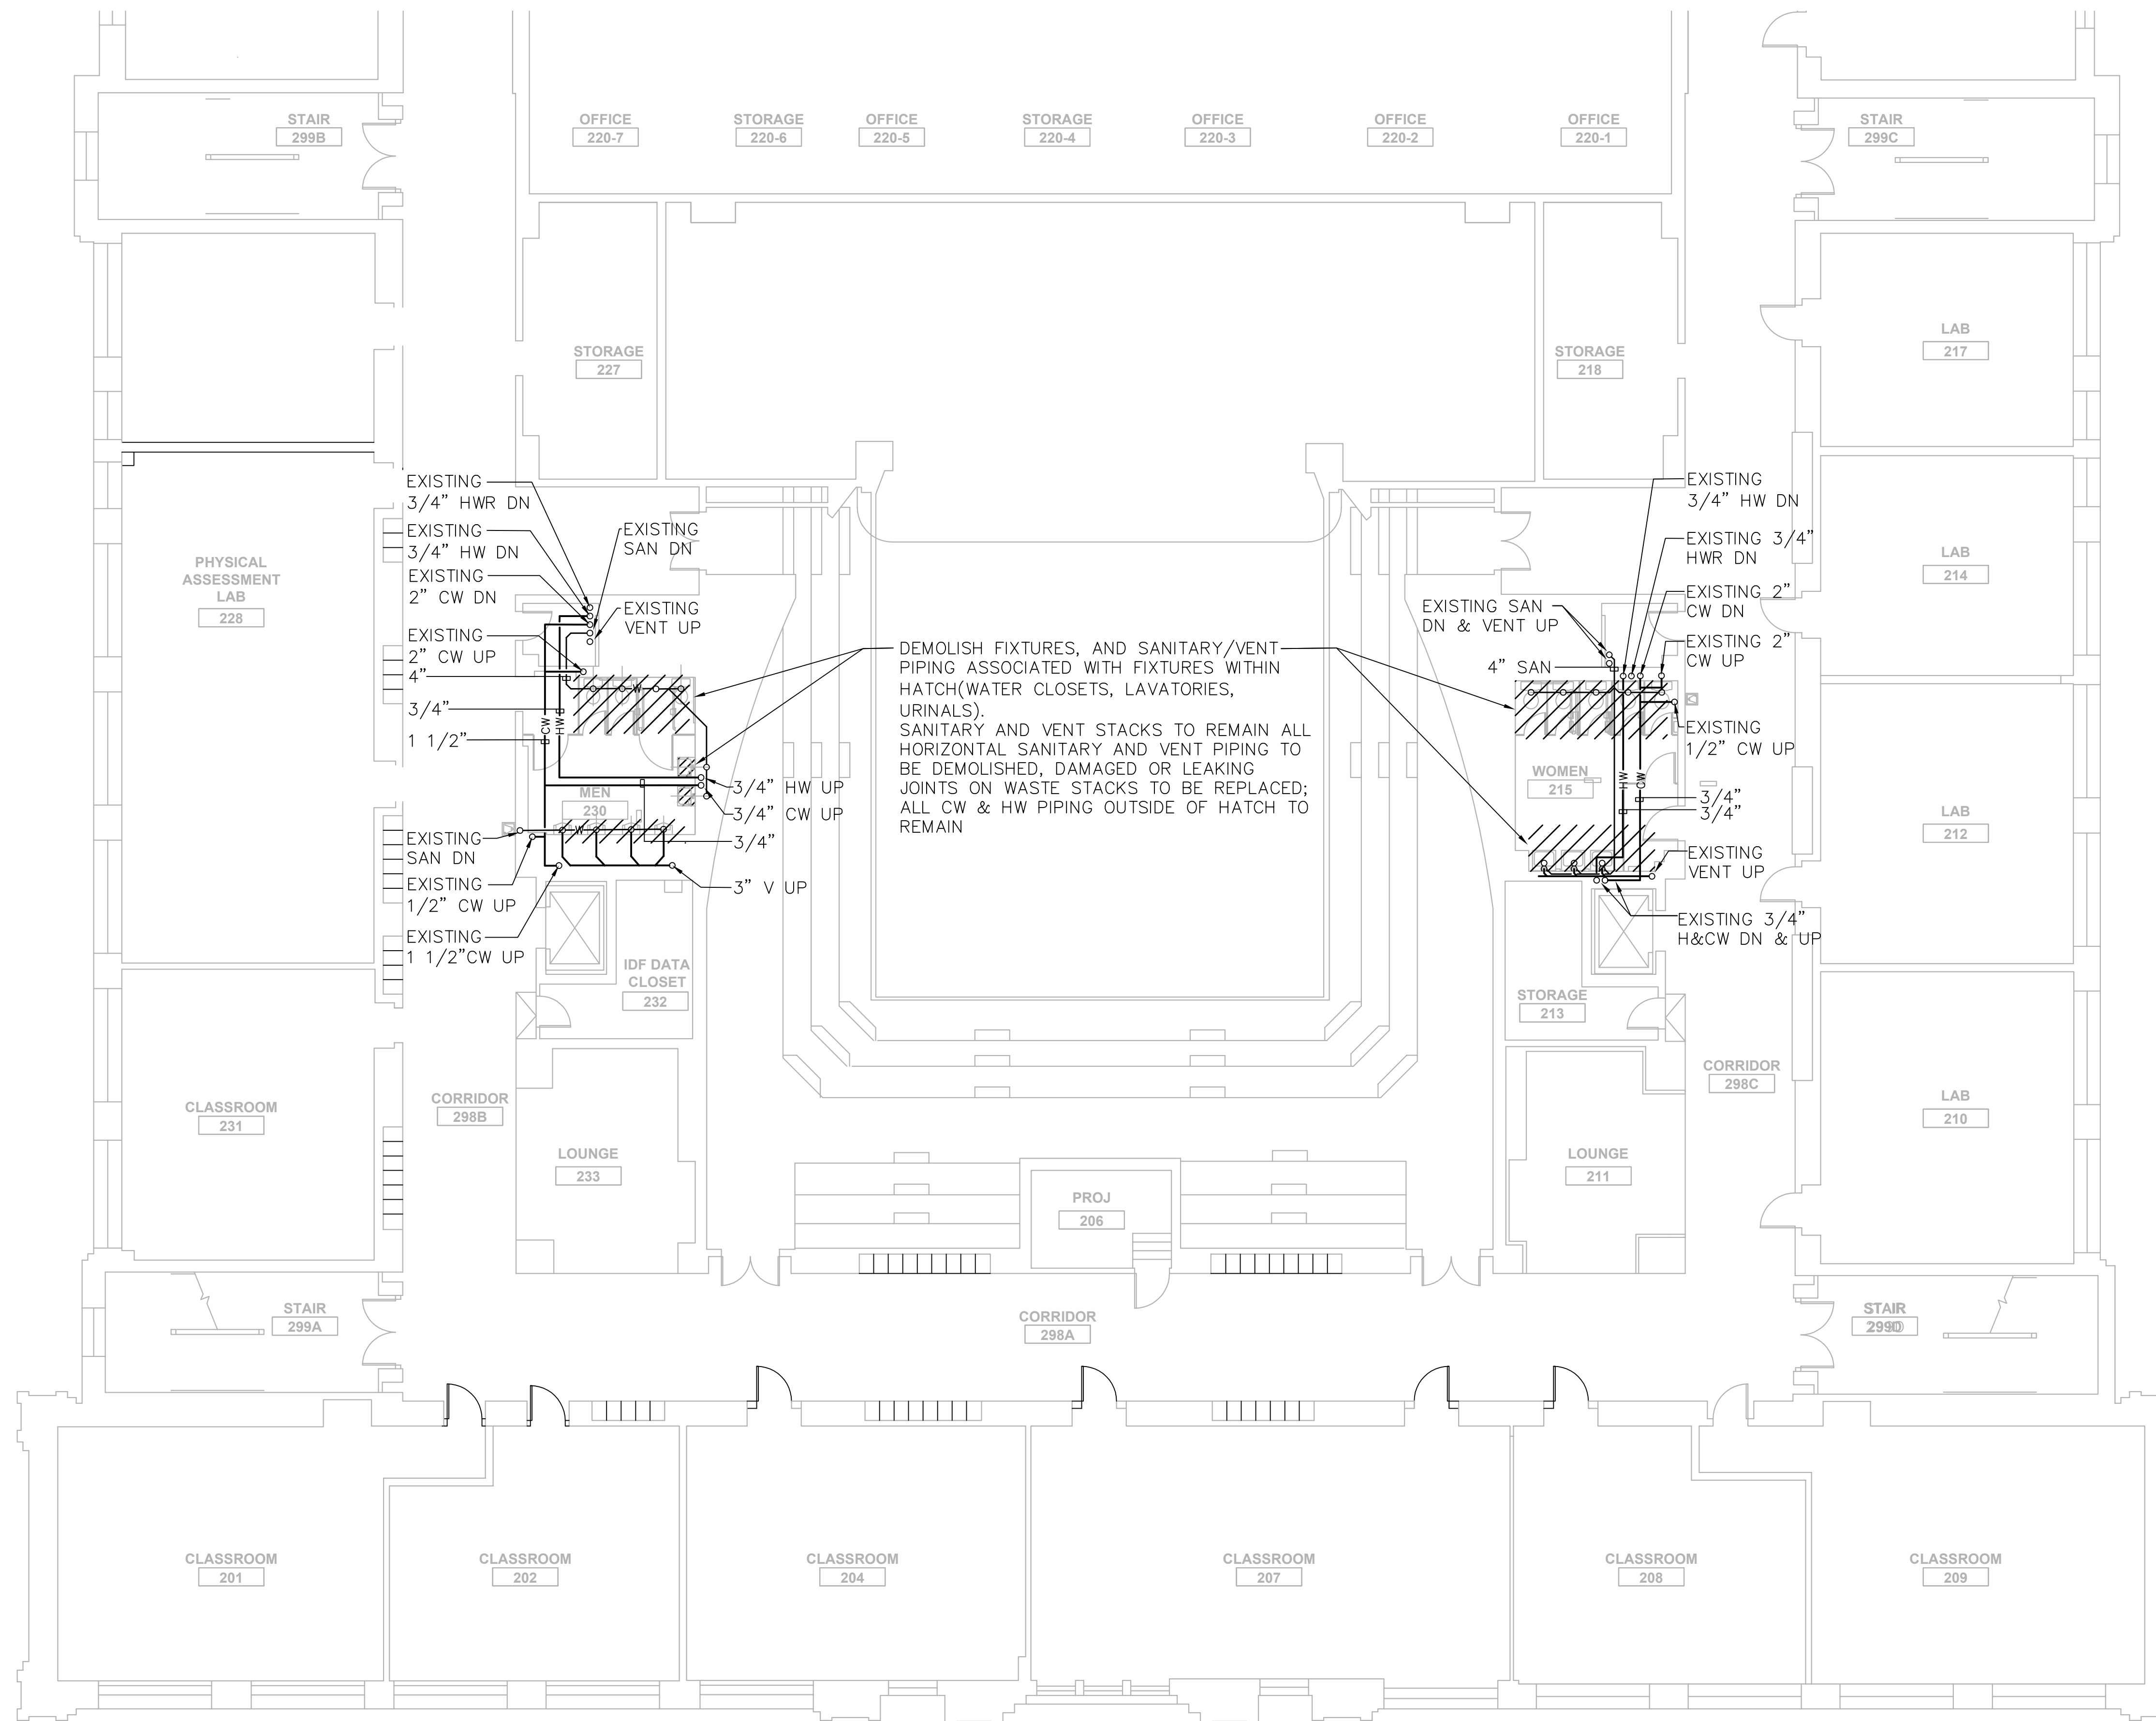 STAIR
299B
OFFICE
220-7
STORAGE
220-6
OFFICE
220-5
STORAGE
220-4
OFFICE
220-3
OFFICE
220-2
OFFICE
220-1
STAIR
299C
STORAGE
227
STORAGE
218
LAB
217
EXISTING
3/4" HWR DN
EXISTING
3/4" HW DN
EXISTING
2" CW DN
EXISTING
2" CW UP
4"
3/4"
1 1/2"
EXISTING
SAN DN
EXISTING
1/2" CW UP
EXISTING
1 1/2"CW UP
EXISTING
SAN DN
EXISTING
VENT UP
CW
HW
W
W
MEN
230
3/4" HW UP
3/4" CW UP
3/4"
3" V UP
PHYSICAL
ASSESSMENT
LAB
228
DEMOLISH FIXTURES, AND SANITARY/VENT
PIPING ASSOCIATED WITH FIXTURES WITHIN
HATCH(WATER CLOSETS, LAVATORIES,
URINALS).
SANITARY AND VENT STACKS TO REMAIN ALL
HORIZONTAL SANITARY AND VENT PIPING TO
BE DEMOLISHED, DAMAGED OR LEAKING
JOINTS ON WASTE STACKS TO BE REPLACED;
ALL CW & HW PIPING OUTSIDE OF HATCH TO
REMAIN
EXISTING SAN
DN & VENT UP
4" SAN
EXISTING
3/4" HW DN
EXISTING 3/4"
HWR DN
EXISTING 2"
CW DN
EXISTING 2"
CW UP
EXISTING
1/2" CW UP
WOMEN
215
HW
CW
3/4"
3/4"
EXISTING
VENT UP
EXISTING 3/4"
H&CW DN & UP
LAB
214
LAB
212
IDF DATA
CLOSET
232
STORAGE
213
CLASSROOM
231
CORRIDOR
298B
LOUNGE
233
PROJ
206
LOUNGE
211
CORRIDOR
298C
LAB
210
STAIR
299A
CORRIDOR
298A
STAIR
299D
CLASSROOM
201
CLASSROOM
202
CLASSROOM
204
CLASSROOM
207
CLASSROOM
208
CLASSROOM
209